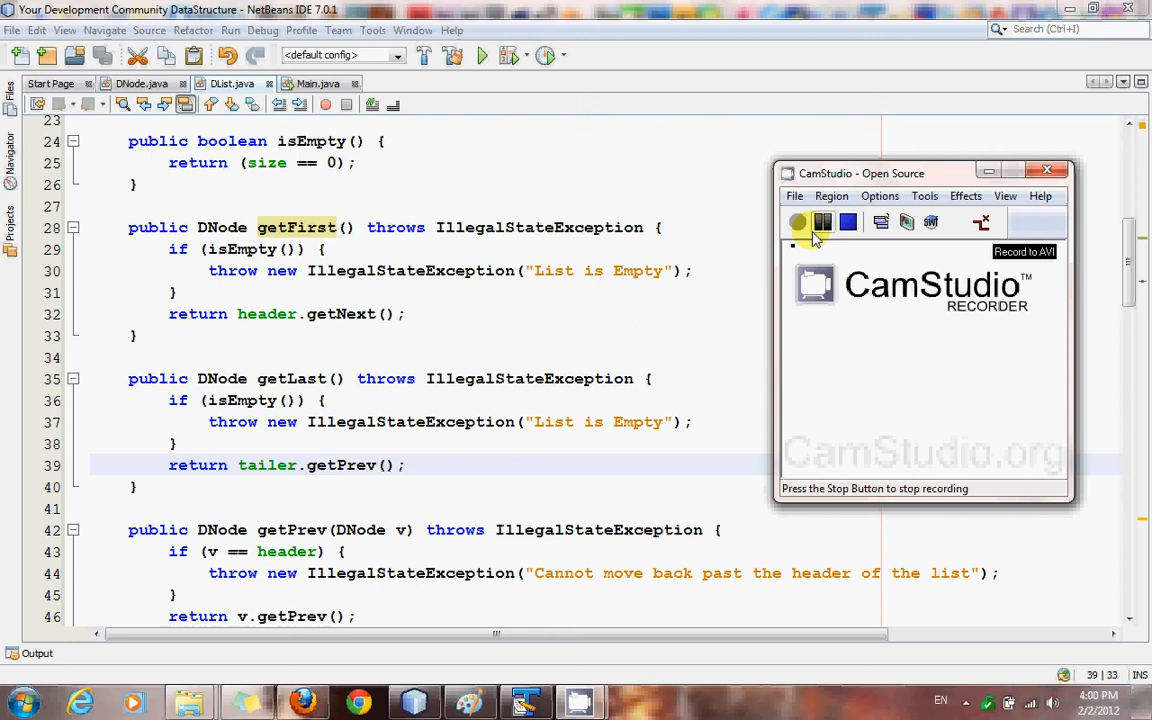 Your Development Community DataStructure - NetBeans IDE 7.0.1
File Edit View Navigate Source Refactor Run Debug Profile Team Tools Window Help
Search (Ctrl+I)
<default config>
Start Page DNode.java DList.java Main.java
Files
Navigator
Projects
23
24 public boolean isEmpty() {
25 return (size == 0);
26 }
27
28 public DNode getFirst() throws IllegalStateException {
29 if (isEmpty()) {
30 throw new IllegalStateException("List is Empty");
31 }
32 return header.getNext();
33 }
34
35 public DNode getLast() throws IllegalStateException {
36 if (isEmpty()) {
37 throw new IllegalStateException("List is Empty");
38 }
39 return tailer.getPrev();
40 }
41
42 public DNode getPrev(DNode v) throws IllegalStateException {
43 if (v == header) {
44 throw new IllegalStateException("Cannot move back past the header of the list");
45 }
46 return v.getPrev();
CamStudio - Open Source
File Region Options Tools Effects View Help
Record to AVI
CamStudio™
RECORDER
CamStudio.org
Press the Stop Button to stop recording
Output
39 | 33 INS
EN
4:00 PM
2/2/2012